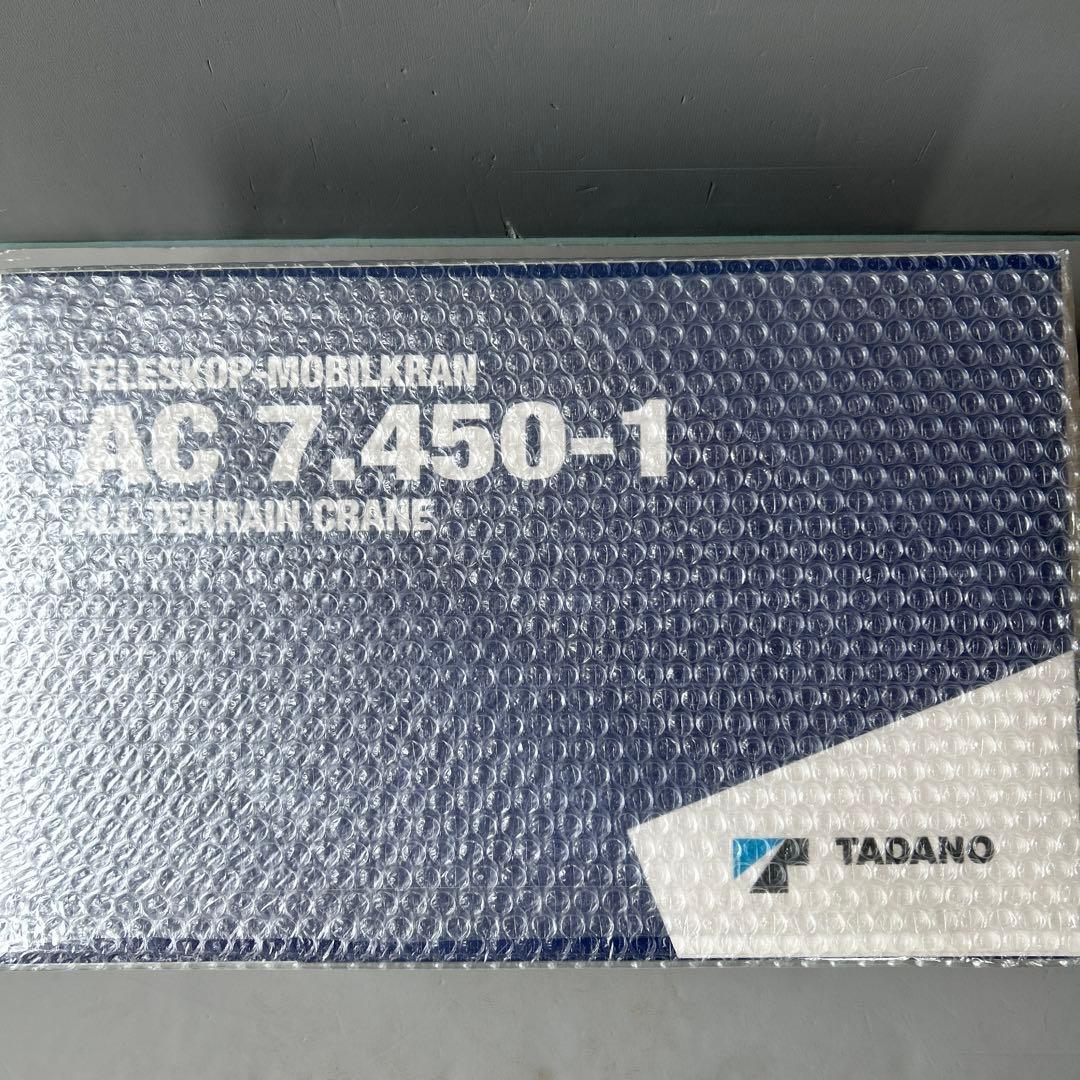 TELESKOP-MOBILKRAN
AC 7.450-1
ALL TERRAIN CRANE
TADANO